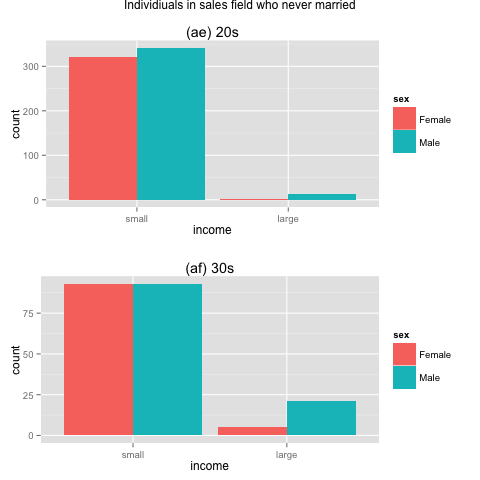 Individiuals in sales field who never married
(ae) 20s
300
200
100
0
count
small
large
income
sex
Female
Male
(af) 30s
75
50
25
0
count
small
large
income
sex
Female
Male